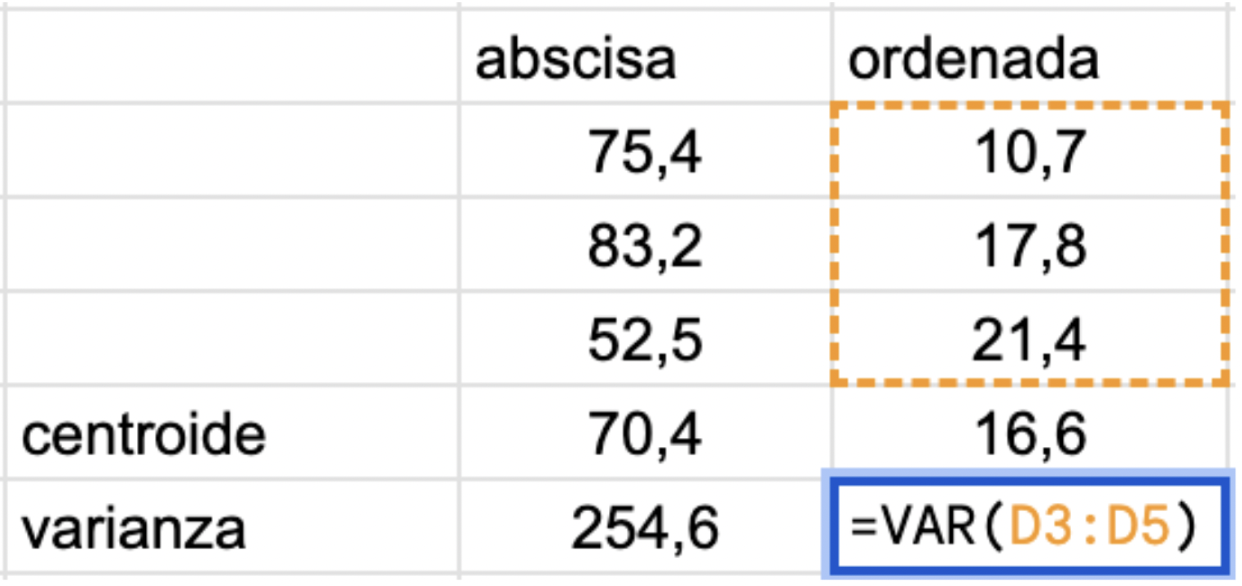 abscisa ordenada
75,4 10,7
83,2 17,8
52,5 21,4
centroide 70,4 16,6
varianza 254,6 =VAR(D3:D5)